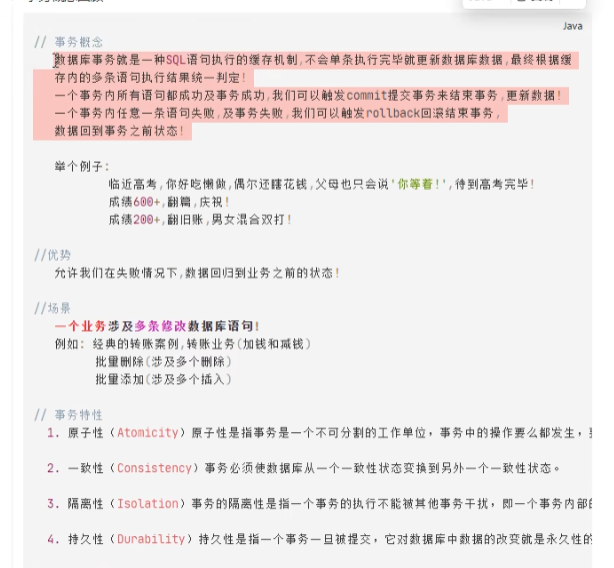 Java
// 事务概念
数据库事务就是一种SQL语句执行的缓存机制,不会单条执行完毕就更新数据库数据,最终根据缓
存内的多条语句执行结果统一判定!
一个事务内所有语句都成功及事务成功,我们可以触发commit提交事务来结束事务,更新数据!
一个事务内任意一条语句失败,及事务失败,我们可以触发rollback回滚结束事务,
数据回到事务之前状态!
举个例子:
临近高考,你好吃懒做,偶尔还瞎花钱,父母也只会说'你等着!',待到高考完毕!
成绩600+,翻篇,庆祝!
成绩200+,翻旧账,男女混合双打!
//优势
允许我们在失败情况下,数据回归到业务之前的状态!
//场景
一个业务涉及多条修改数据库语句!
例如: 经典的转账案例,转账业务(加钱和减钱)
批量删除(涉及多个删除)
批量添加(涉及多个插入)
// 事务特性
1. 原子性（Atomicity）原子性是指事务是一个不可分割的工作单位，事务中的操作要么都发生，
2. 一致性（Consistency）事务必须使数据库从一个一致性状态变换到另外一个一致性状态。
3. 隔离性（Isolation）事务的隔离性是指一个事务的执行不能被其他事务干扰，即一个事务内部的
4. 持久性（Durability）持久性是指一个事务一旦被提交，它对数据库中数据的改变就是永久性的